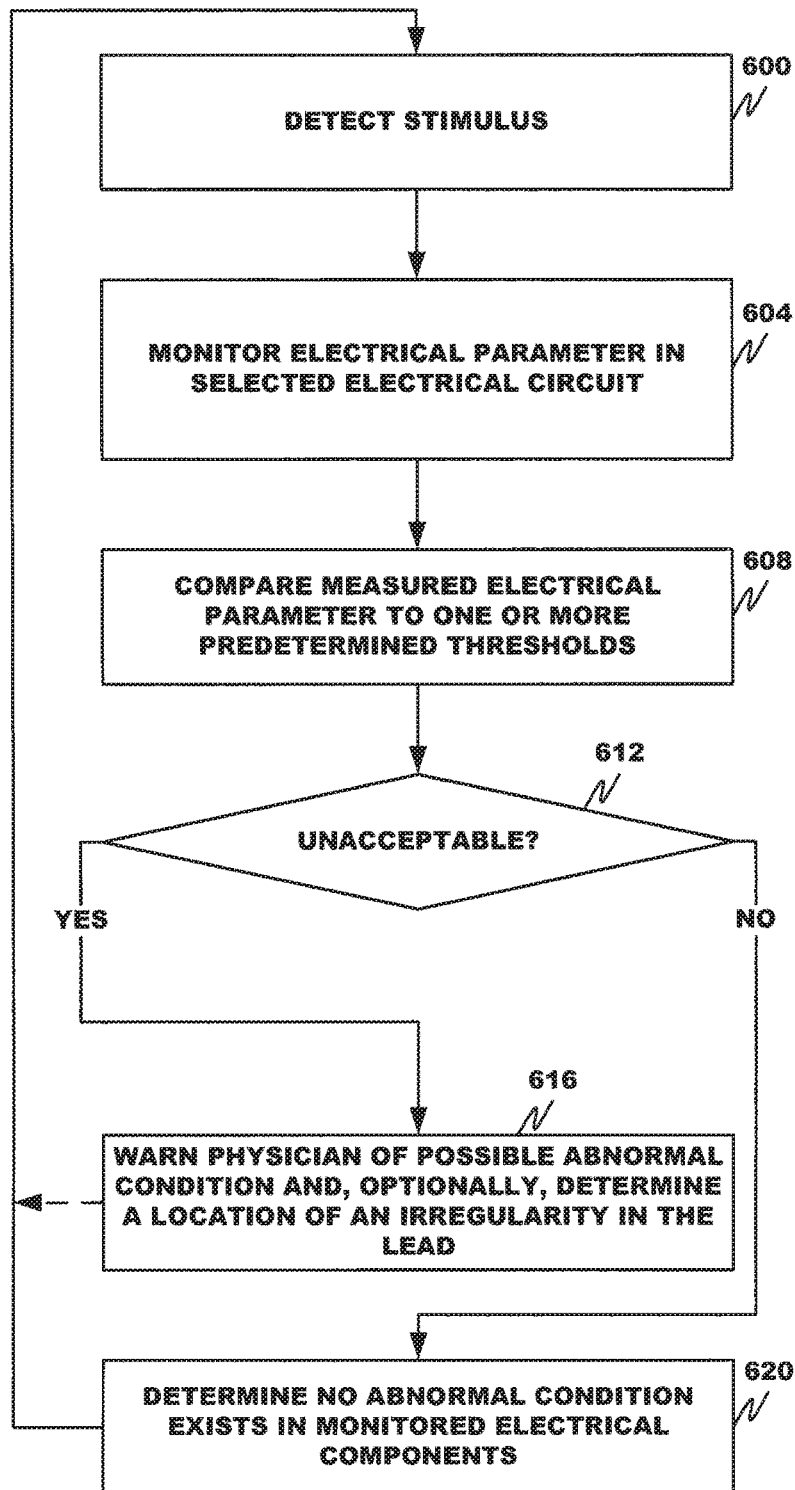 600
DETECT STIMULUS
604
MONITOR ELECTRICAL PARAMETER IN
SELECTED ELECTRICAL CIRCUIT
608
COMPARE MEASURED ELECTRICAL
PARAMETER TO ONE OR MORE
PREDETERMINED THRESHOLDS
612
UNACCEPTABLE?
YES
NO
616
WARN PHYSICIAN OF POSSIBLE ABNORMAL
CONDITION AND, OPTIONALLY, DETERMINE
A LOCATION OF AN IRREGULARITY IN THE
LEAD
620
DETERMINE NO ABNORMAL CONDITION
EXISTS IN MONITORED ELECTRICAL
COMPONENTS